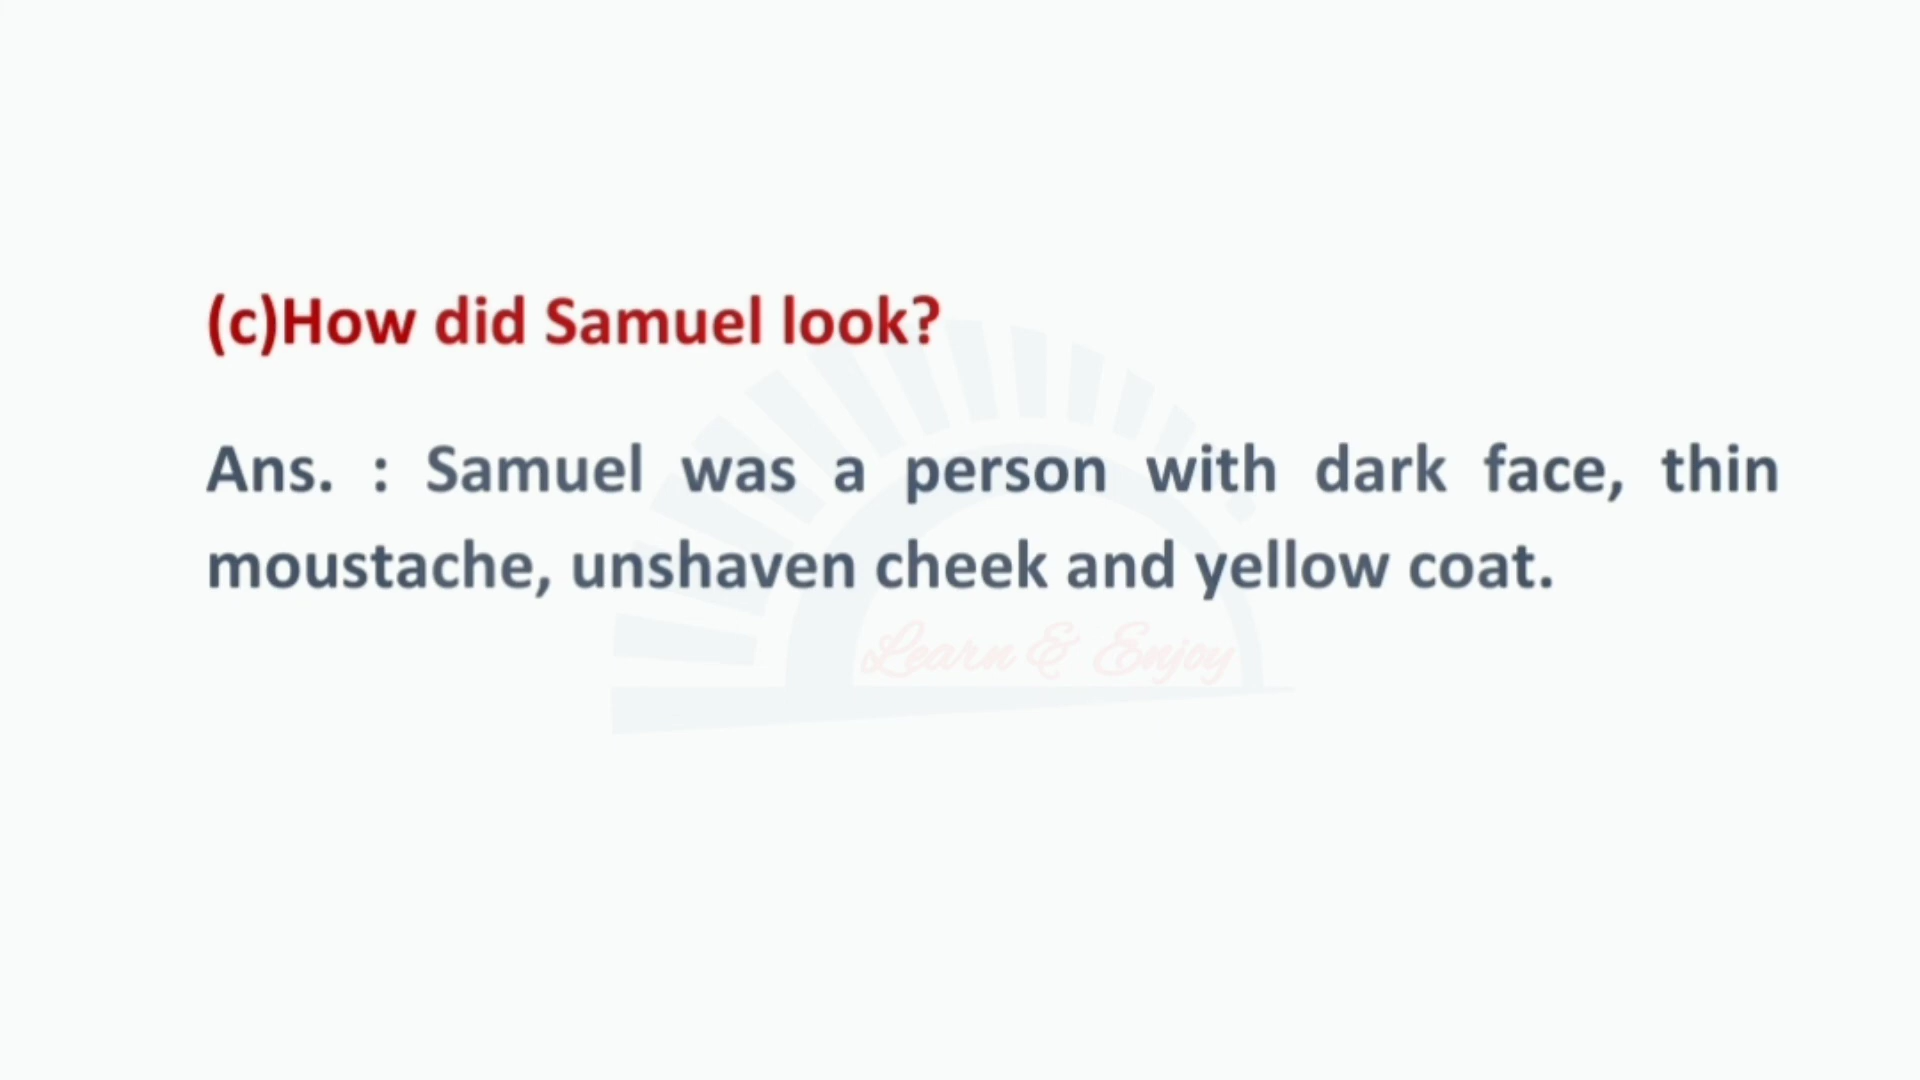 (c)How did Samuel look?
Ans. : Samuel was a person with dark face, thin
moustache, unshaven cheek and yellow coat.
Learn & Enjoy